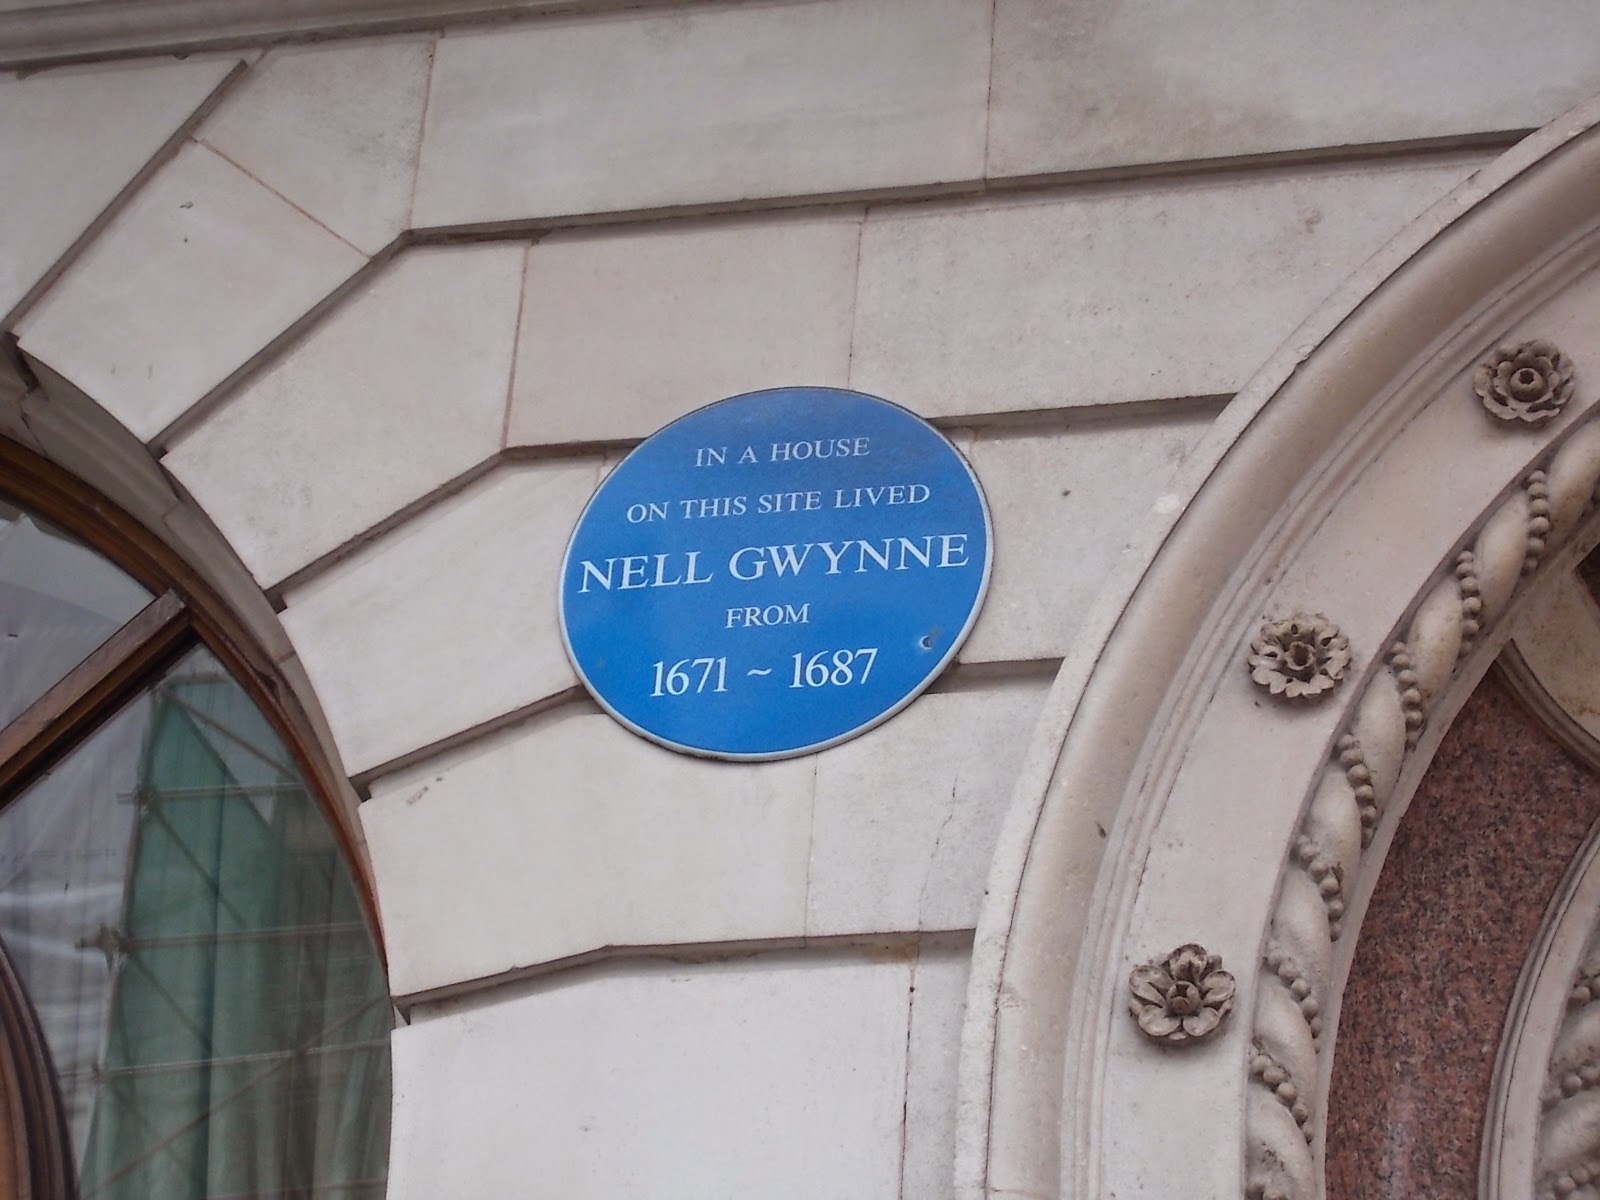 IN A HOUSE
ON THIS SITE LIVED
NELL GWYNNE
FROM
1671 ~ 1687